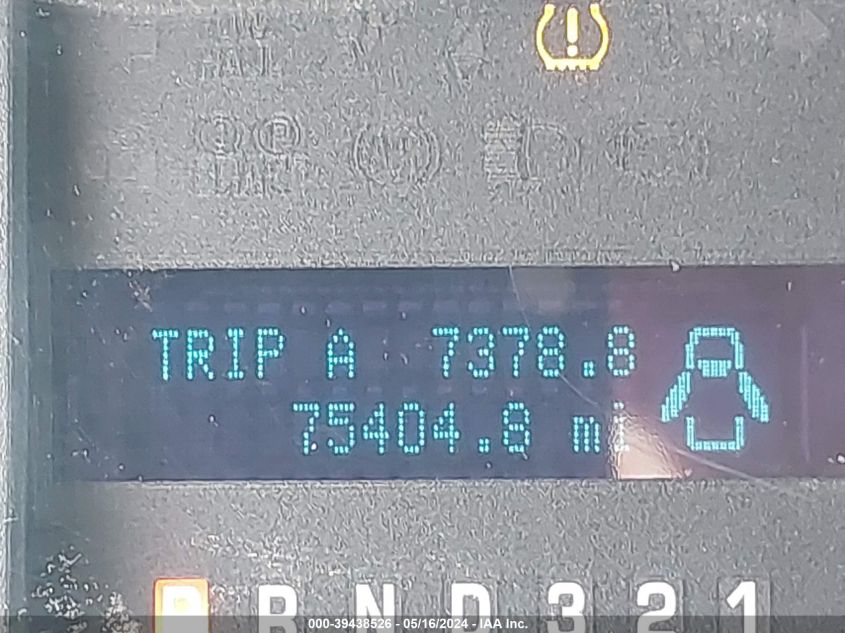 TRIP A 7378.8
75404.8 mi
P R N D 3 2 1
000-39438526 - 05/16/2024 - IAA Inc.